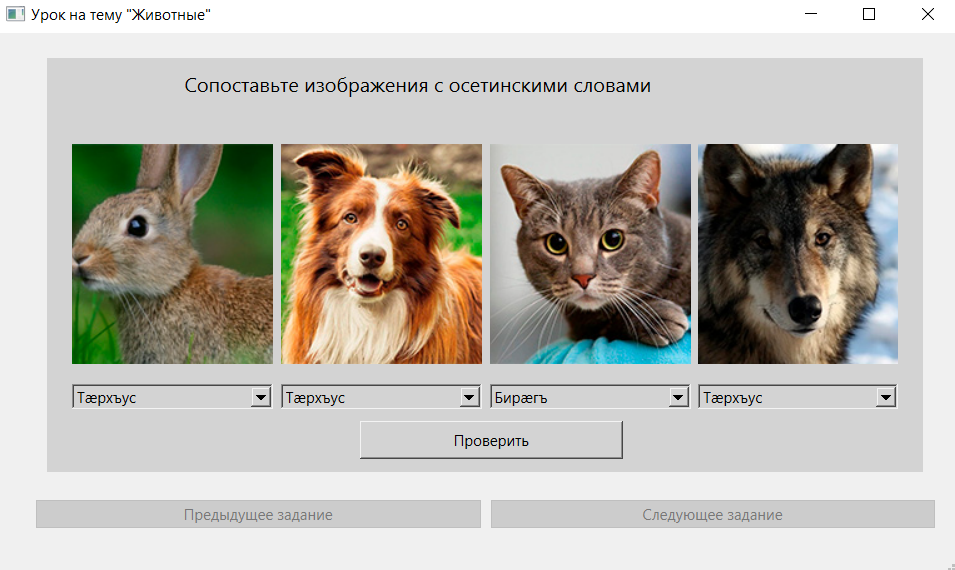 Урок на тему "Животные"
Сопоставьте изображения с осетинскими словами
Тæрхъус
Тæрхъус
Бирæгъ
Тæрхъус
Проверить
Предыдущее задание
Следующее задание